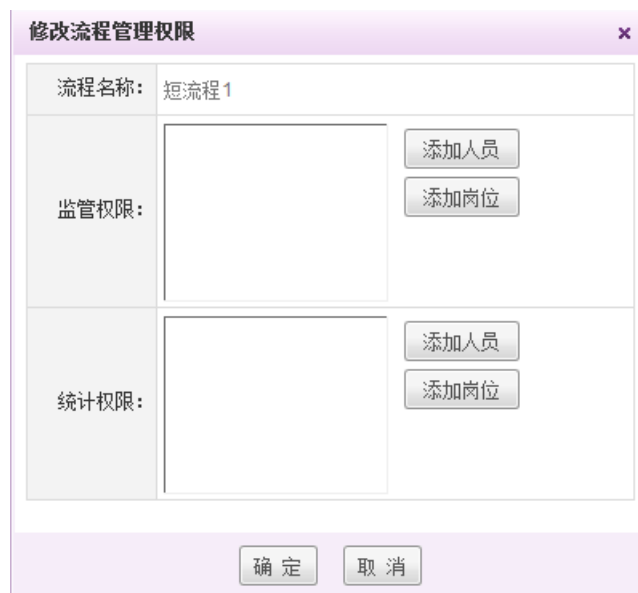 修改流程管理权限 ×
流程名称: 短流程1
添加人员
添加岗位
监管权限:
添加人员
添加岗位
统计权限:
确 定 取 消